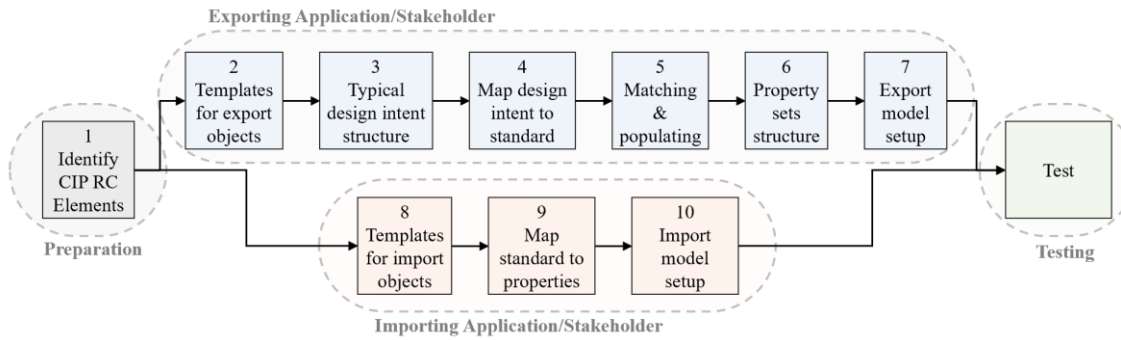 Exporting Application/Stakeholder
2
Templates
for export
objects
3
Typical
design intent
structure
4
Map design
intent to
standard
5
Matching
&
populating
6
Property
sets
structure
7
Export
model
setup
1
Identify
CIP RC
Elements
Preparation
8
Templates
for import
objects
9
Map
standard to
properties
10
Import
model
setup
Importing Application/Stakeholder
Test
Testing